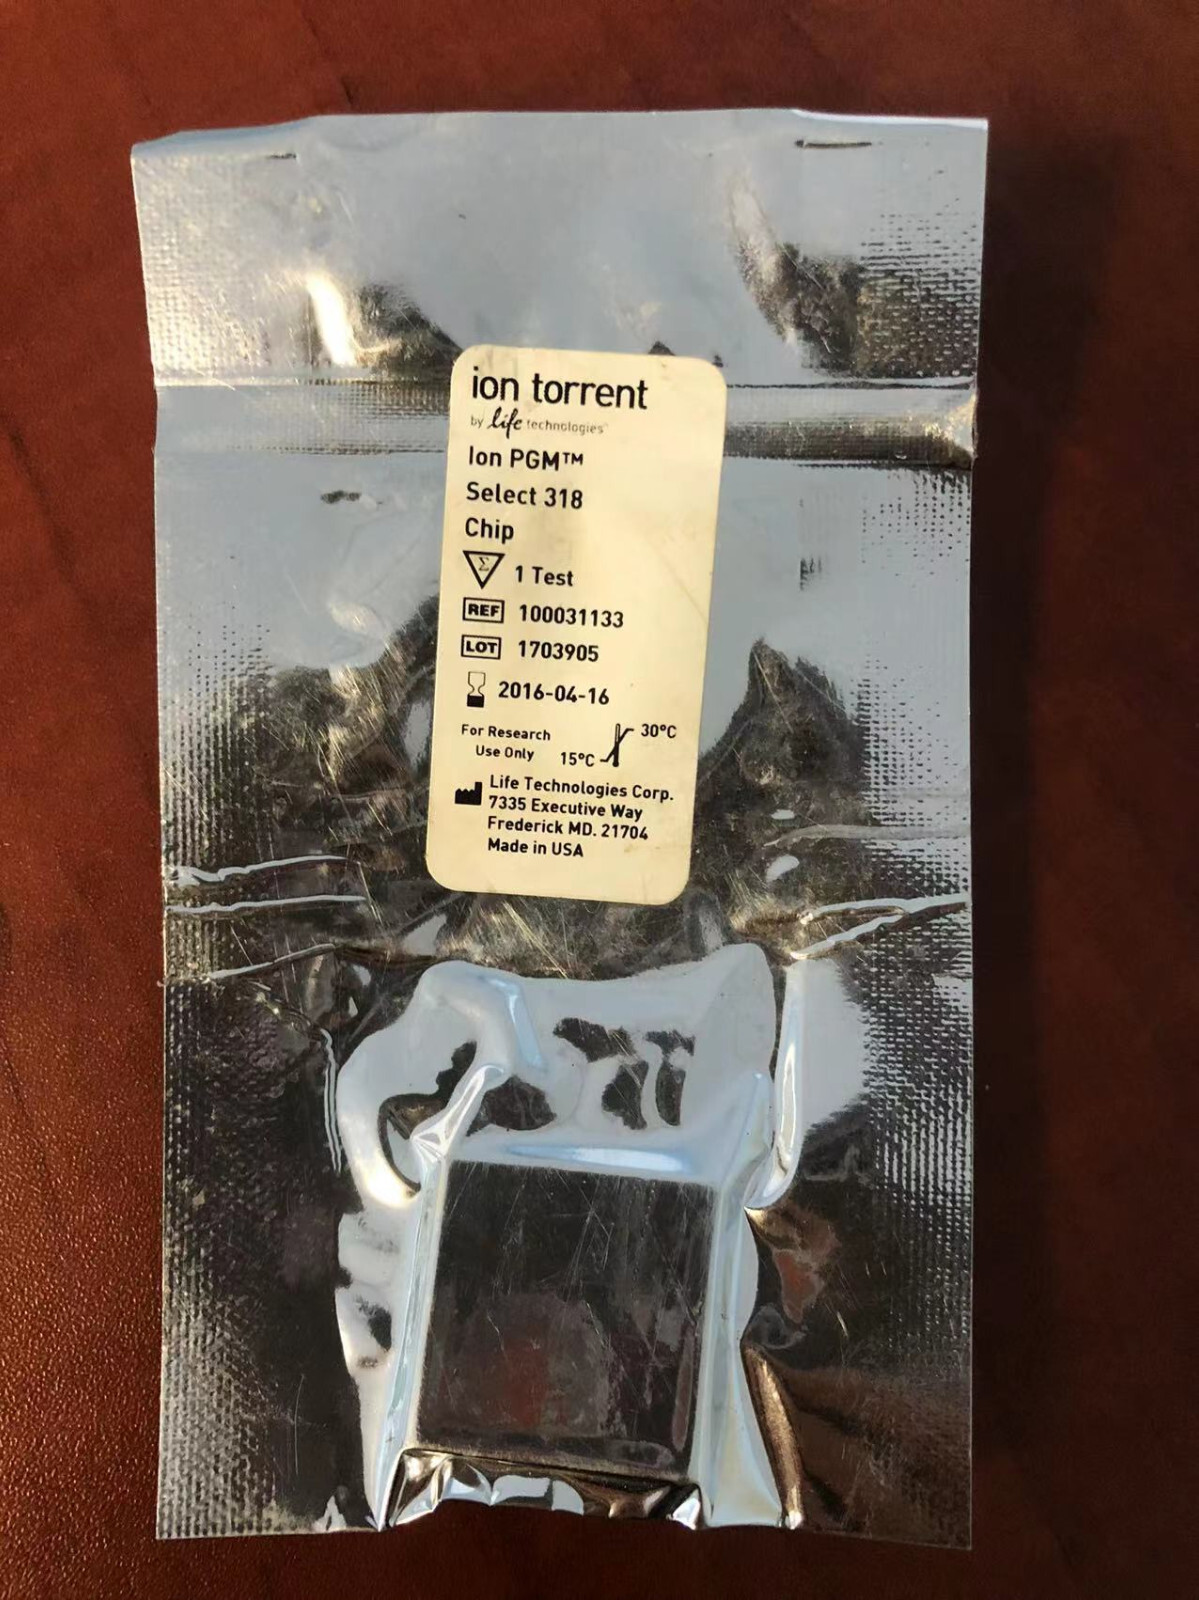 ion torrent
by life technologies™
Ion PGM™
Select 318
Chip
Σ 1 Test
REF 100031133
LOT 1703905
2016-04-16
For Research
Use Only
15°C 30°C
Life Technologies Corp.
7335 Executive Way
Frederick MD. 21704
Made in USA